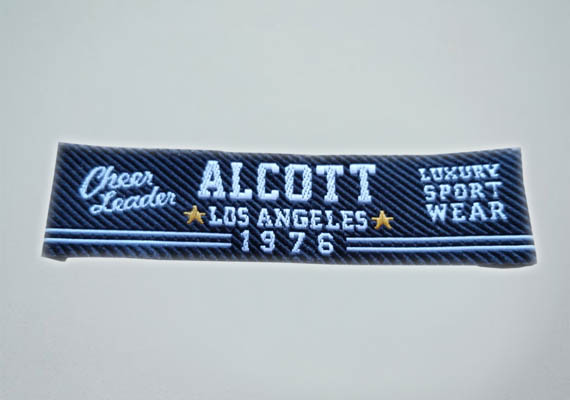 Cheer
Leader
ALCOTT
LOS ANGELES
1976
LUXURY
SPORT
WEAR